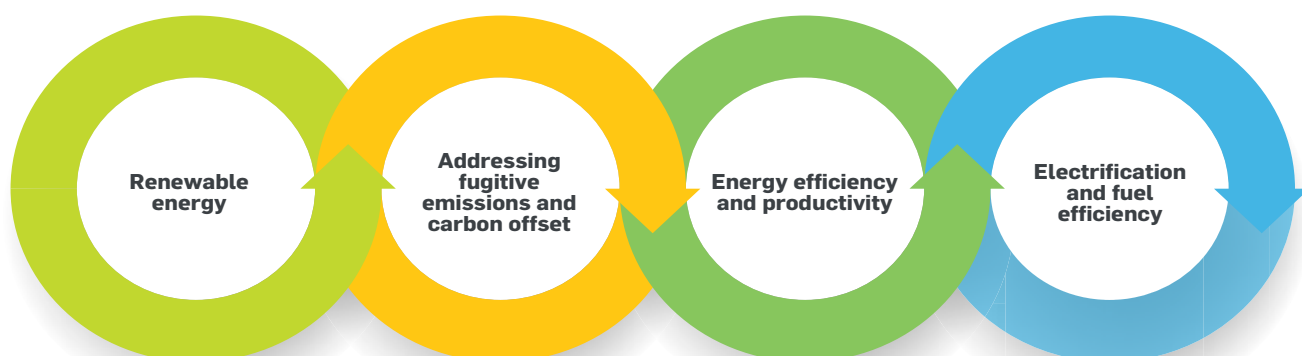 Renewable
energy
Addressing
fugitive
emissions and
carbon offset
Energy efficiency
and productivity
Electrification
and fuel
efficiency